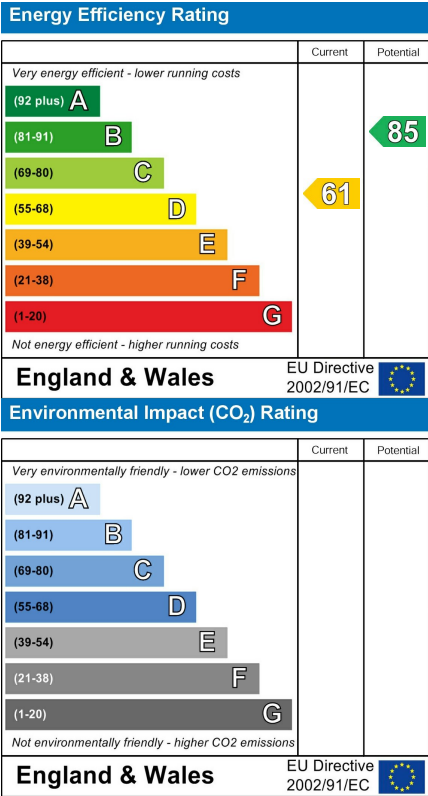 Energy Efficiency Rating
Current Potential
Very energy efficient - lower running costs
(92 plus) A
(81-91) B
85
(69-80) C
61
(55-68) D
(39-54) E
(21-38) F
(1-20) G
Not energy efficient - higher running costs
England & Wales
EU Directive
2002/91/EC
Environmental Impact (CO₂) Rating
Current Potential
Very environmentally friendly - lower CO2 emissions
(92 plus) A
(81-91) B
(69-80) C
(55-68) D
(39-54) E
(21-38) F
(1-20) G
Not environmentally friendly - higher CO2 emissions
England & Wales
EU Directive
2002/91/EC